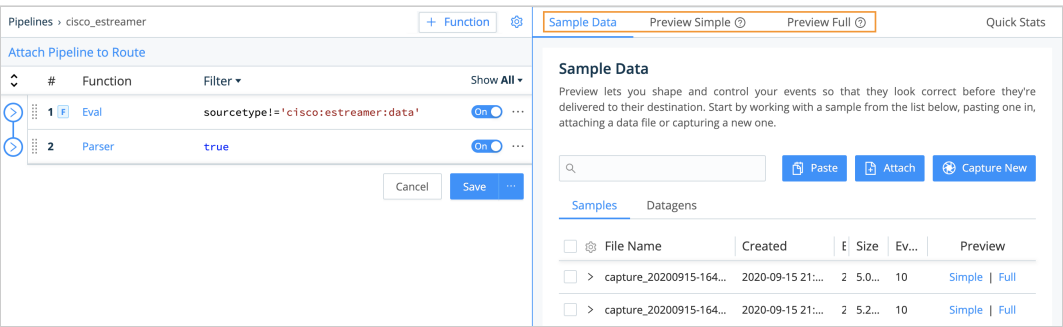 Pipelines › cisco_estreamer
+ Function
Attach Pipeline to Route
# Function Filter Show All
1 F Eval sourcetype!='cisco:estreamer:data' On ...
2 Parser true On ...
Cancel Save ...
Sample Data Preview Simple ? Preview Full ? Quick Stats
Sample Data
Preview lets you shape and control your events so that they look correct before they're
delivered to their destination. Start by working with a sample from the list below, pasting one in,
attaching a data file or capturing a new one.
Paste Attach Capture New
Samples Datagens
File Name Created E Size Ev... Preview
> capture_20200915-164... 2020-09-15 21:... 2 5.0... 10 Simple | Full
> capture_20200915-164... 2020-09-15 21:... 2 5.2... 10 Simple | Full